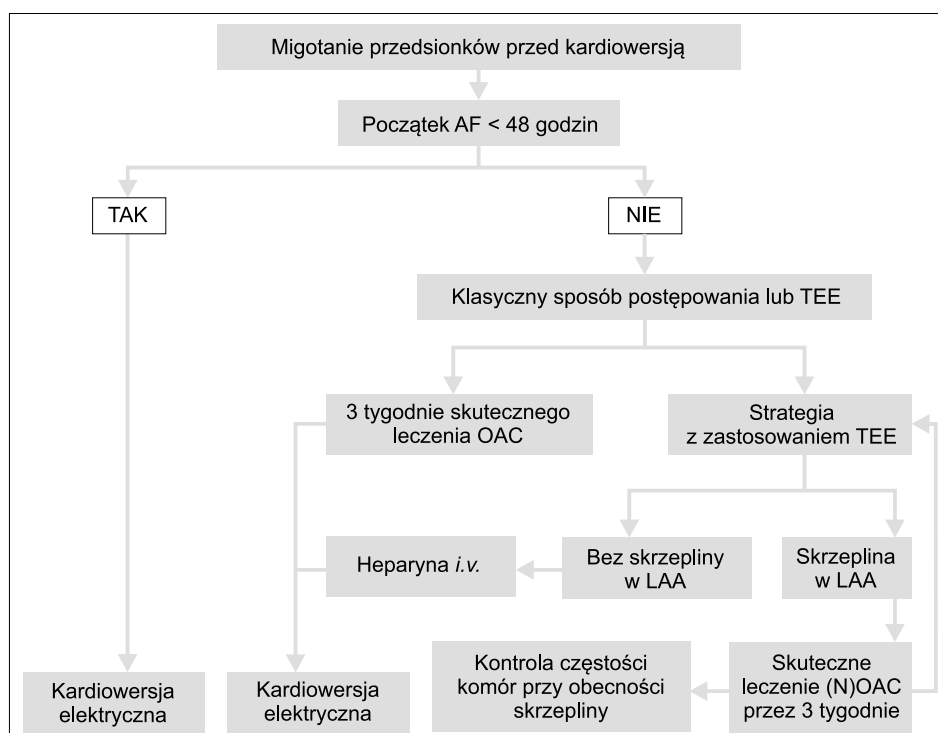 Migotanie przedsionków przed kardiowersją
Początek AF < 48 godzin
TAK
NIE
Klasyczny sposób postępowania lub TEE
3 tygodnie skutecznego
leczenia OAC
Strategia
z zastosowaniem TEE
Heparyna i.v.
Bez skrzepliny
w LAA
Skrzeplina
w LAA
Kardiowersja
elektryczna
Kardiowersja
elektryczna
Kontrola częstości
komór przy obecności
skrzepliny
Skuteczne
leczenie (N)OAC
przez 3 tygodnie